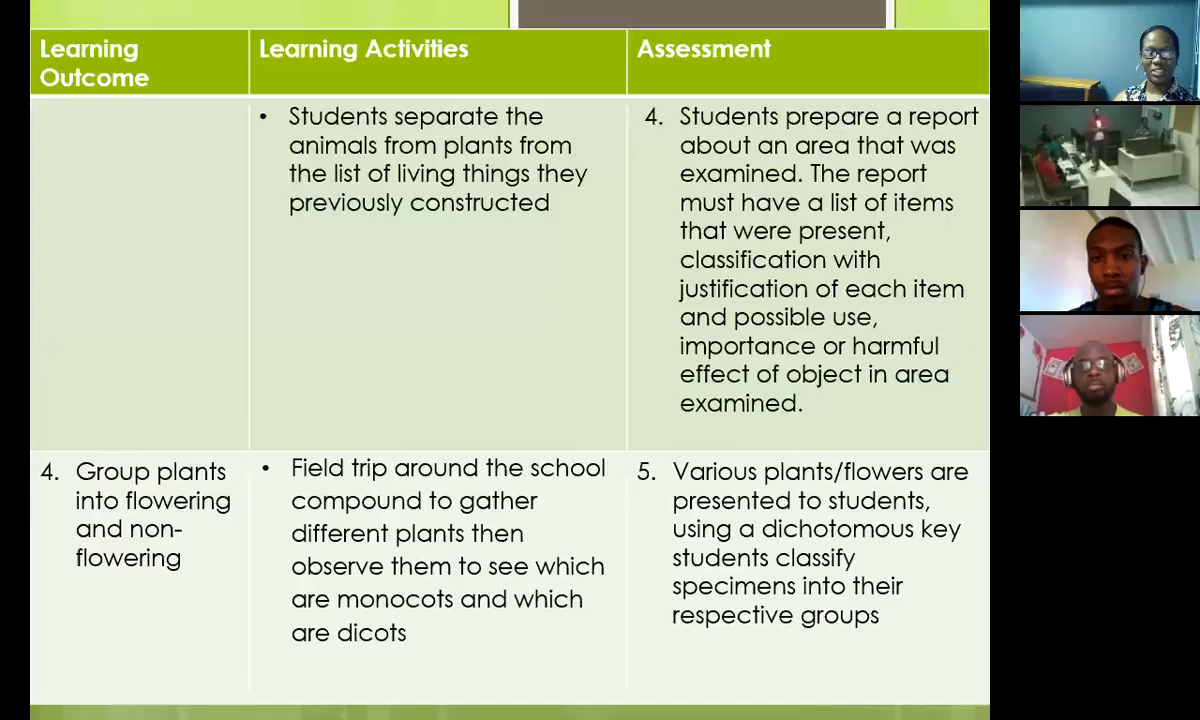 Learning
Outcome
Learning Activities
Assessment
• Students separate the
animals from plants from
the list of living things they
previously constructed
4. Students prepare a report
about an area that was
examined. The report
must have a list of items
that were present,
classification with
justification of each item
and possible use,
importance or harmful
effect of object in area
examined.
4. Group plants
into flowering
and non-
flowering
• Field trip around the school
compound to gather
different plants then
observe them to see which
are monocots and which
are dicots
5. Various plants/flowers are
presented to students,
using a dichotomous key
students classify
specimens into their
respective groups